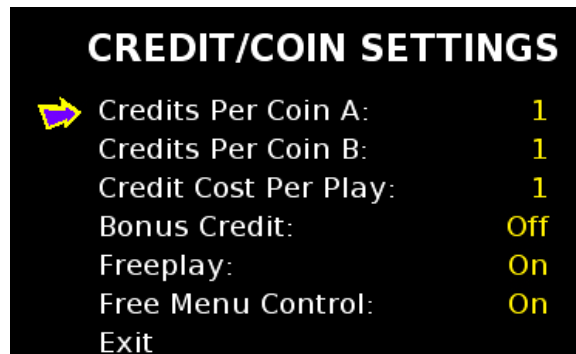 CREDIT/COIN SETTINGS
Credits Per Coin A: 1
Credits Per Coin B: 1
Credit Cost Per Play: 1
Bonus Credit: Off
Freeplay: On
Free Menu Control: On
Exit